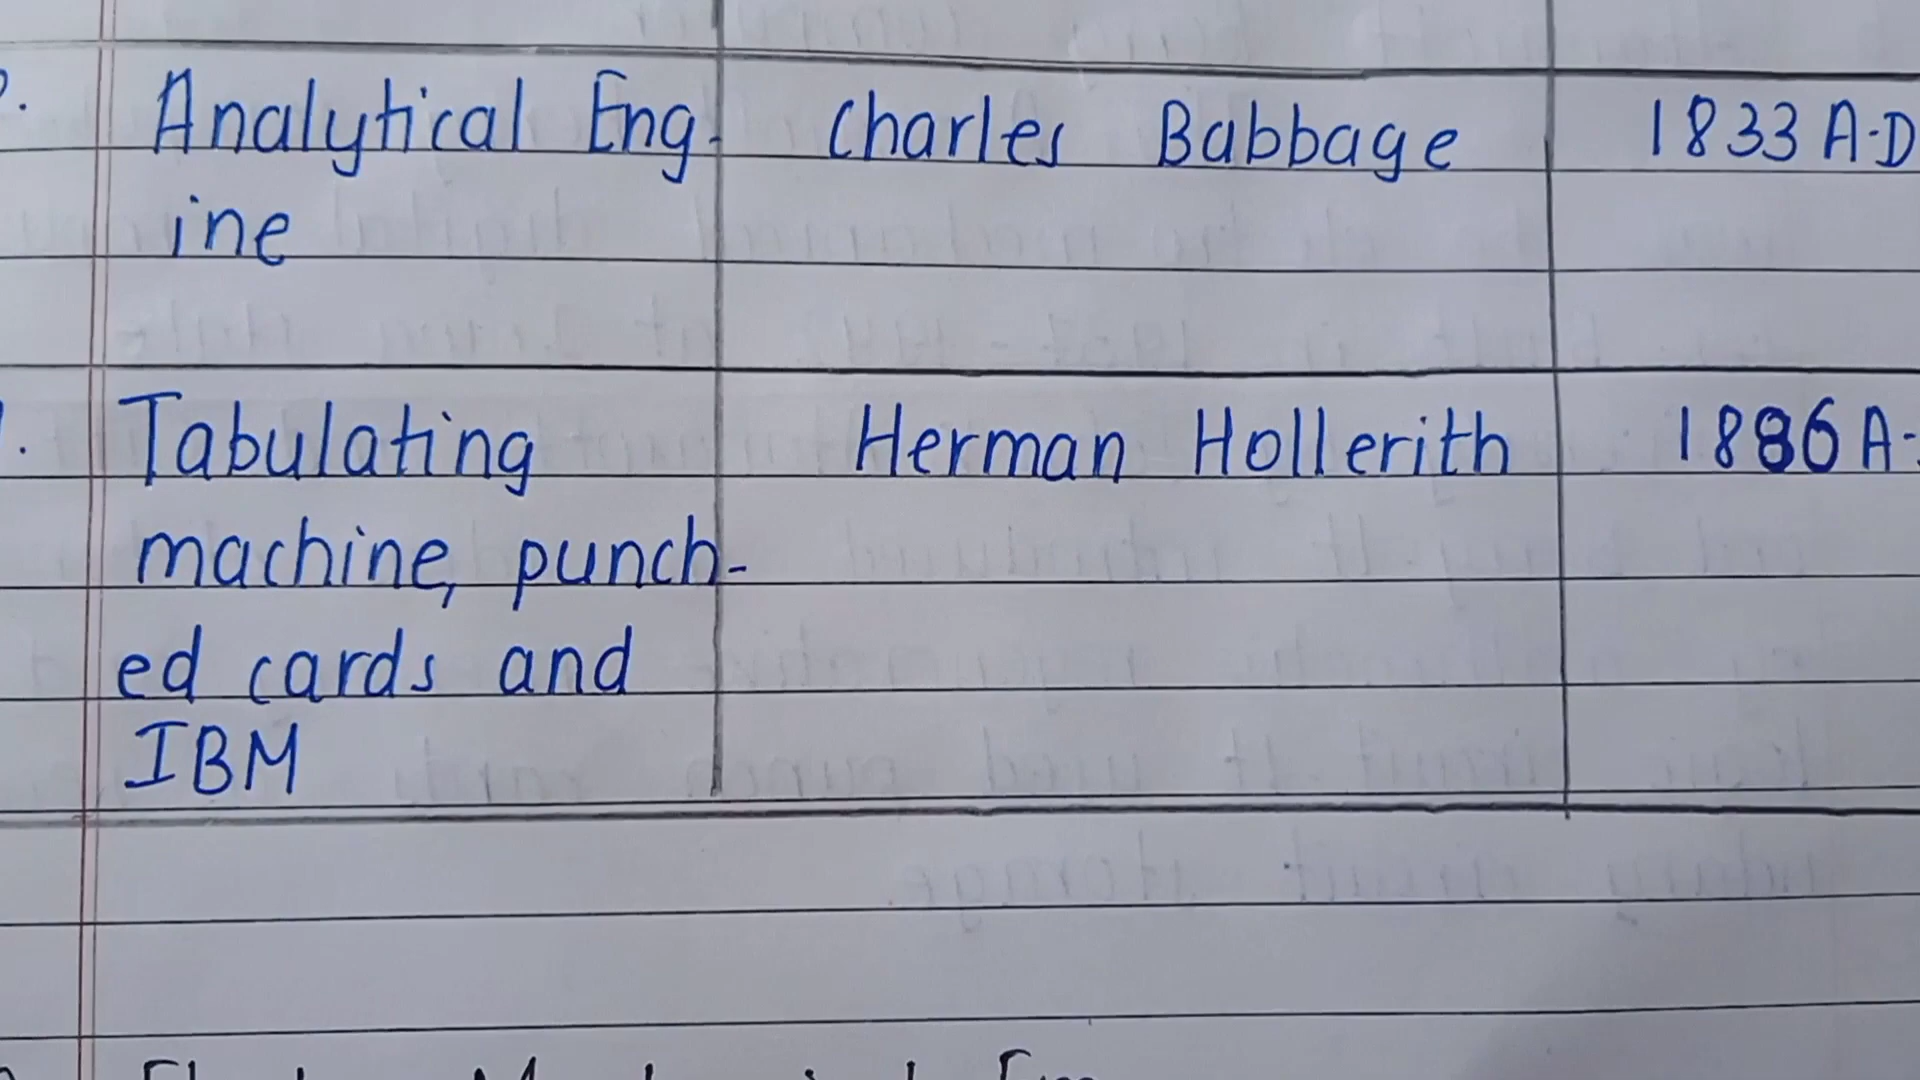 Analytical Eng- Charles Babbage 1833 A.D
ine
Tabulating Herman Hollerith 1886 A.
machine, punch-
ed cards and
IBM